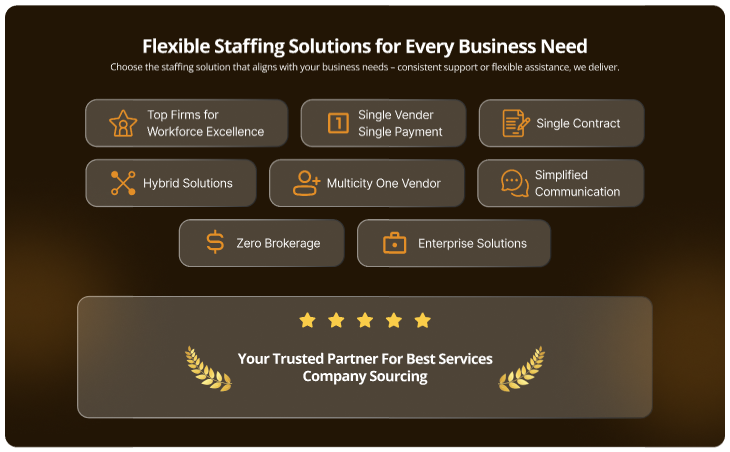 Flexible Staffing Solutions for Every Business Need
Choose the staffing solution that aligns with your business needs – consistent support or flexible assistance, we deliver.
Top Firms for
Workforce Excellence
1
Single Vender
Single Payment
Single Contract
Hybrid Solutions
Multicity One Vendor
Simplified
Communication
$
Zero Brokerage
Enterprise Solutions
Your Trusted Partner For Best Services
Company Sourcing